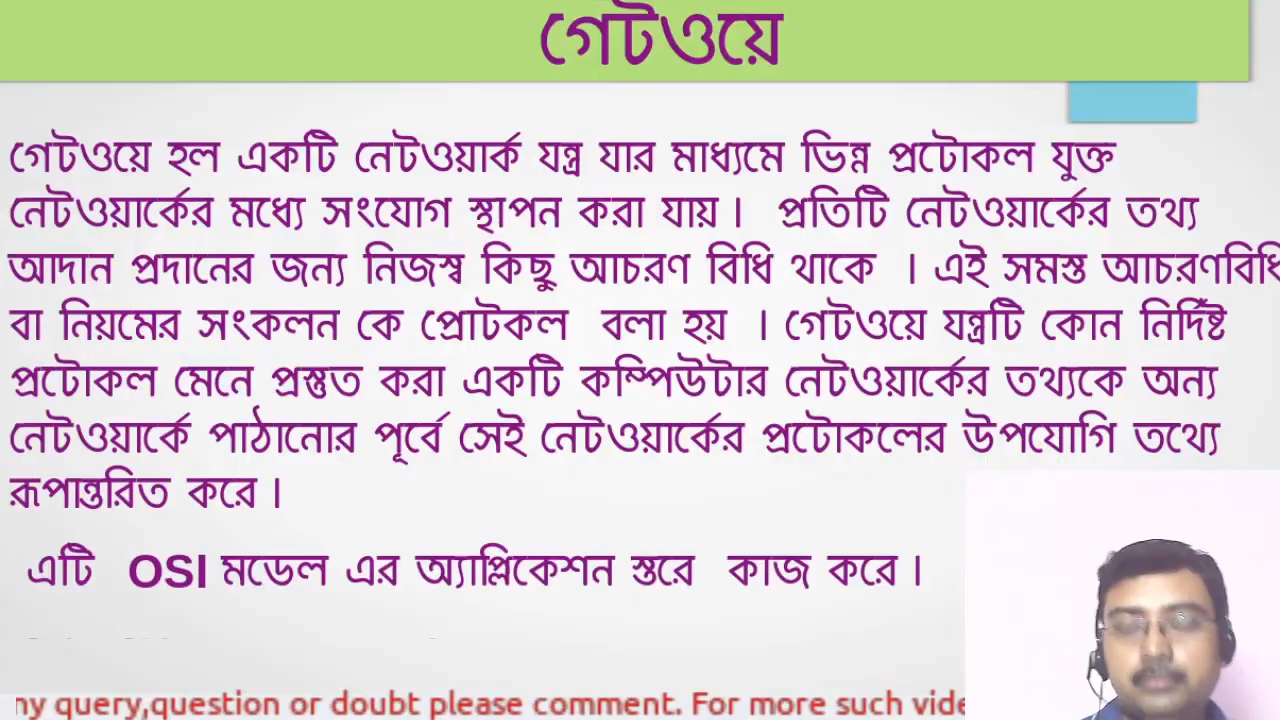 গেটওয়ে
গেটওয়ে হল একটি নেটওয়ার্ক যন্ত্র যার মাধ্যমে ভিন্ন প্রটোকল যুক্ত
নেটওয়ার্কের মধ্যে সংযোগ স্থাপন করা যায় । প্রতিটি নেটওয়ার্কের তথ্য
আদান প্রদানের জন্য নিজস্ব কিছু আচরণ বিধি থাকে । এই সমস্ত আচরণবিধি
বা নিয়মের সংকলন কে প্রোটকল বলা হয় । গেটওয়ে যন্ত্রটি কোন নির্দিষ্ট
প্রটোকল মেনে প্রস্তুত করা একটি কম্পিউটার নেটওয়ার্কের তথ্যকে অন্য
নেটওয়ার্কে পাঠানোর পূর্বে সেই নেটওয়ার্কের প্রটোকলের উপযোগি তথ্যে
রূপান্তরিত করে ।
এটি OSI মডেল এর অ্যাপ্লিকেশন স্তরে কাজ করে ।
ny query,question or doubt please comment. For more such vide